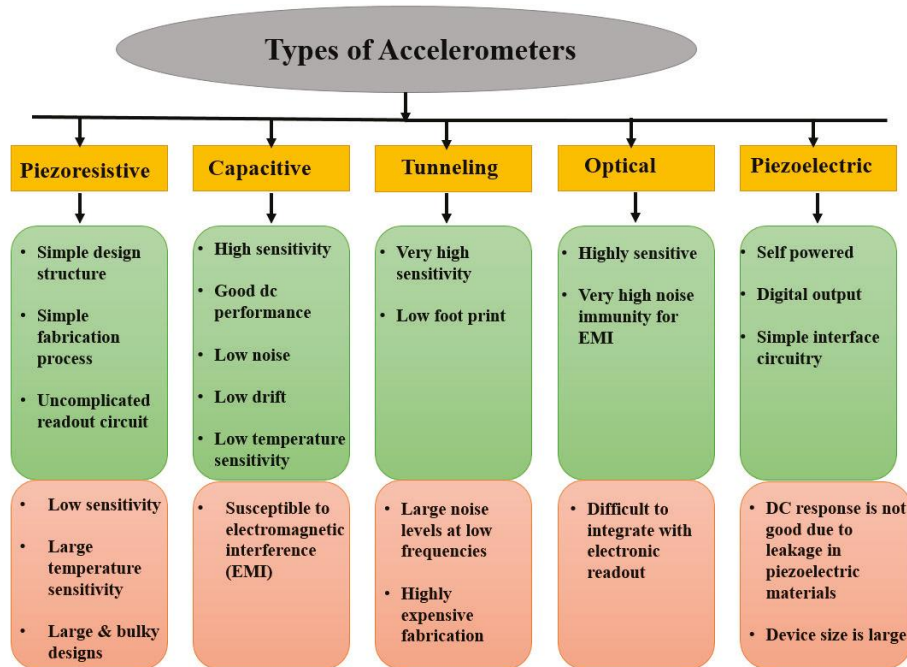 Types of Accelerometers
Piezoresistive
Capacitive
Tunneling
Optical
Piezoelectric
• Simple design
structure
• Simple
fabrication
process
• Uncomplicated
readout circuit
• High sensitivity
• Good dc
performance
• Low noise
• Low drift
• Low temperature
sensitivity
• Very high
sensitivity
• Low foot print
• Highly sensitive
• Very high noise
immunity for
EMI
• Self powered
• Digital output
• Simple interface
circuitry
• Low sensitivity
• Large
temperature
sensitivity
• Large & bulky
designs
• Susceptible to
electromagnetic
interference
(EMI)
• Large noise
levels at low
frequencies
• Highly
expensive
fabrication
• Difficult to
integrate with
electronic
readout
• DC response is not
good due to
leakage in
piezoelectric
materials
• Device size is large